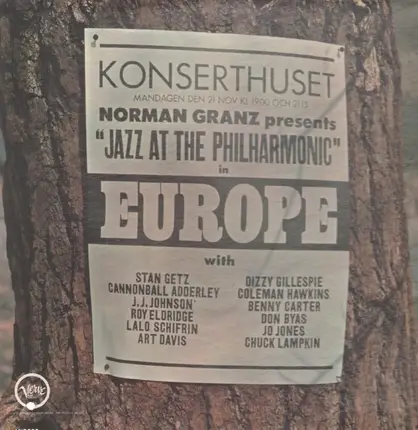 KONSERTHUSET
MÅNDAGEN DEN 21 NOV KL 19.00 OCH 21.15
NORMAN GRANZ presents
"JAZZ AT THE PHILHARMONIC"
in
EUROPE
with
STAN GETZ
CANNONBALL ADDERLEY
J.J. JOHNSON
ROY ELDRIDGE
LALO SCHIFRIN
ART DAVIS
DIZZY GILLESPIE
COLEMAN HAWKINS
BENNY CARTER
DON BYAS
JO JONES
CHUCK LAMPKIN
Verve